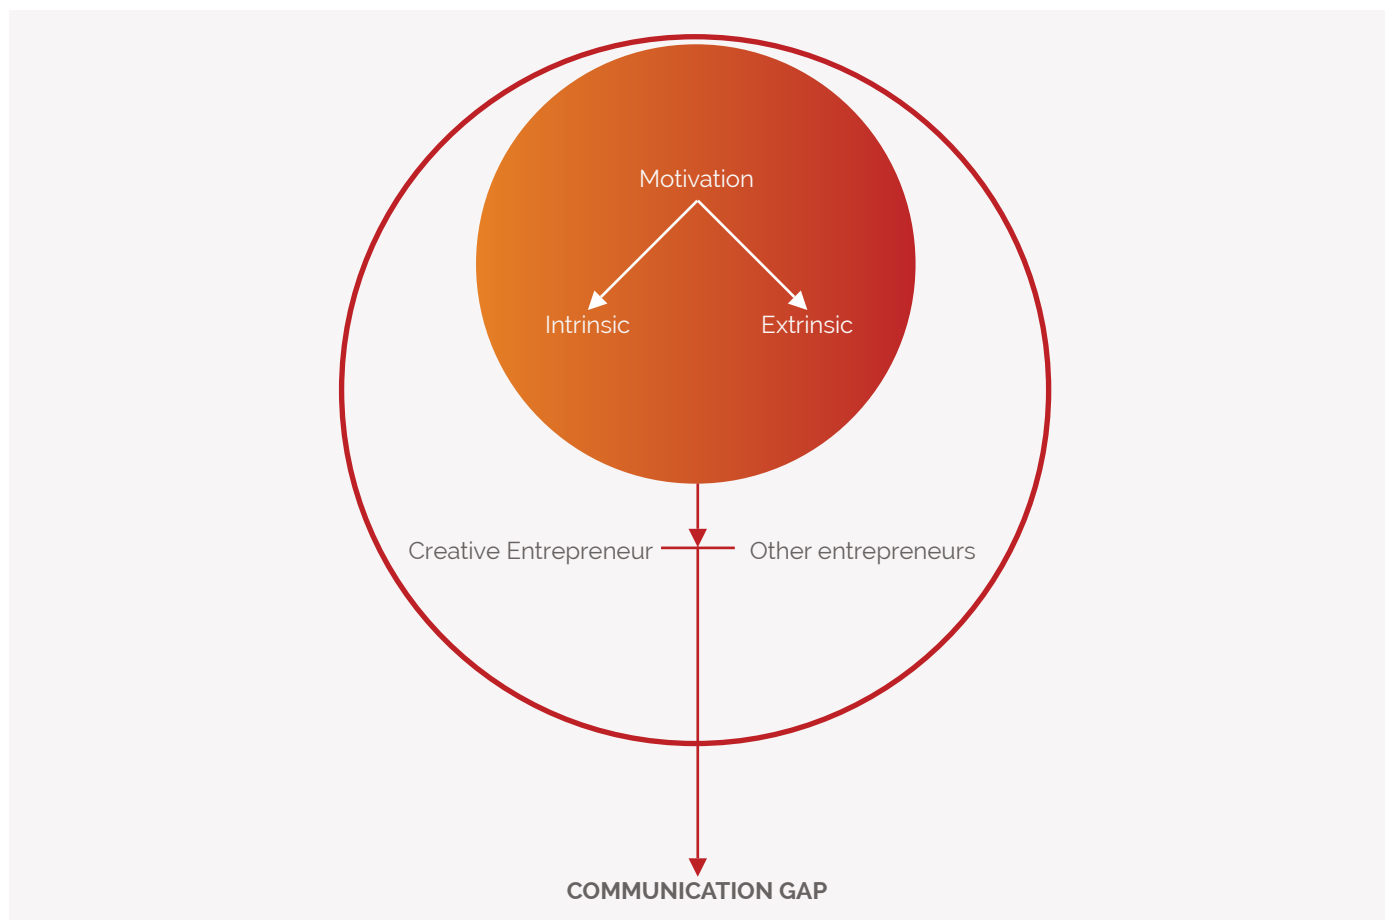 Motivation
Intrinsic
Extrinsic
Creative Entrepreneur
Other entrepreneurs
COMMUNICATION GAP